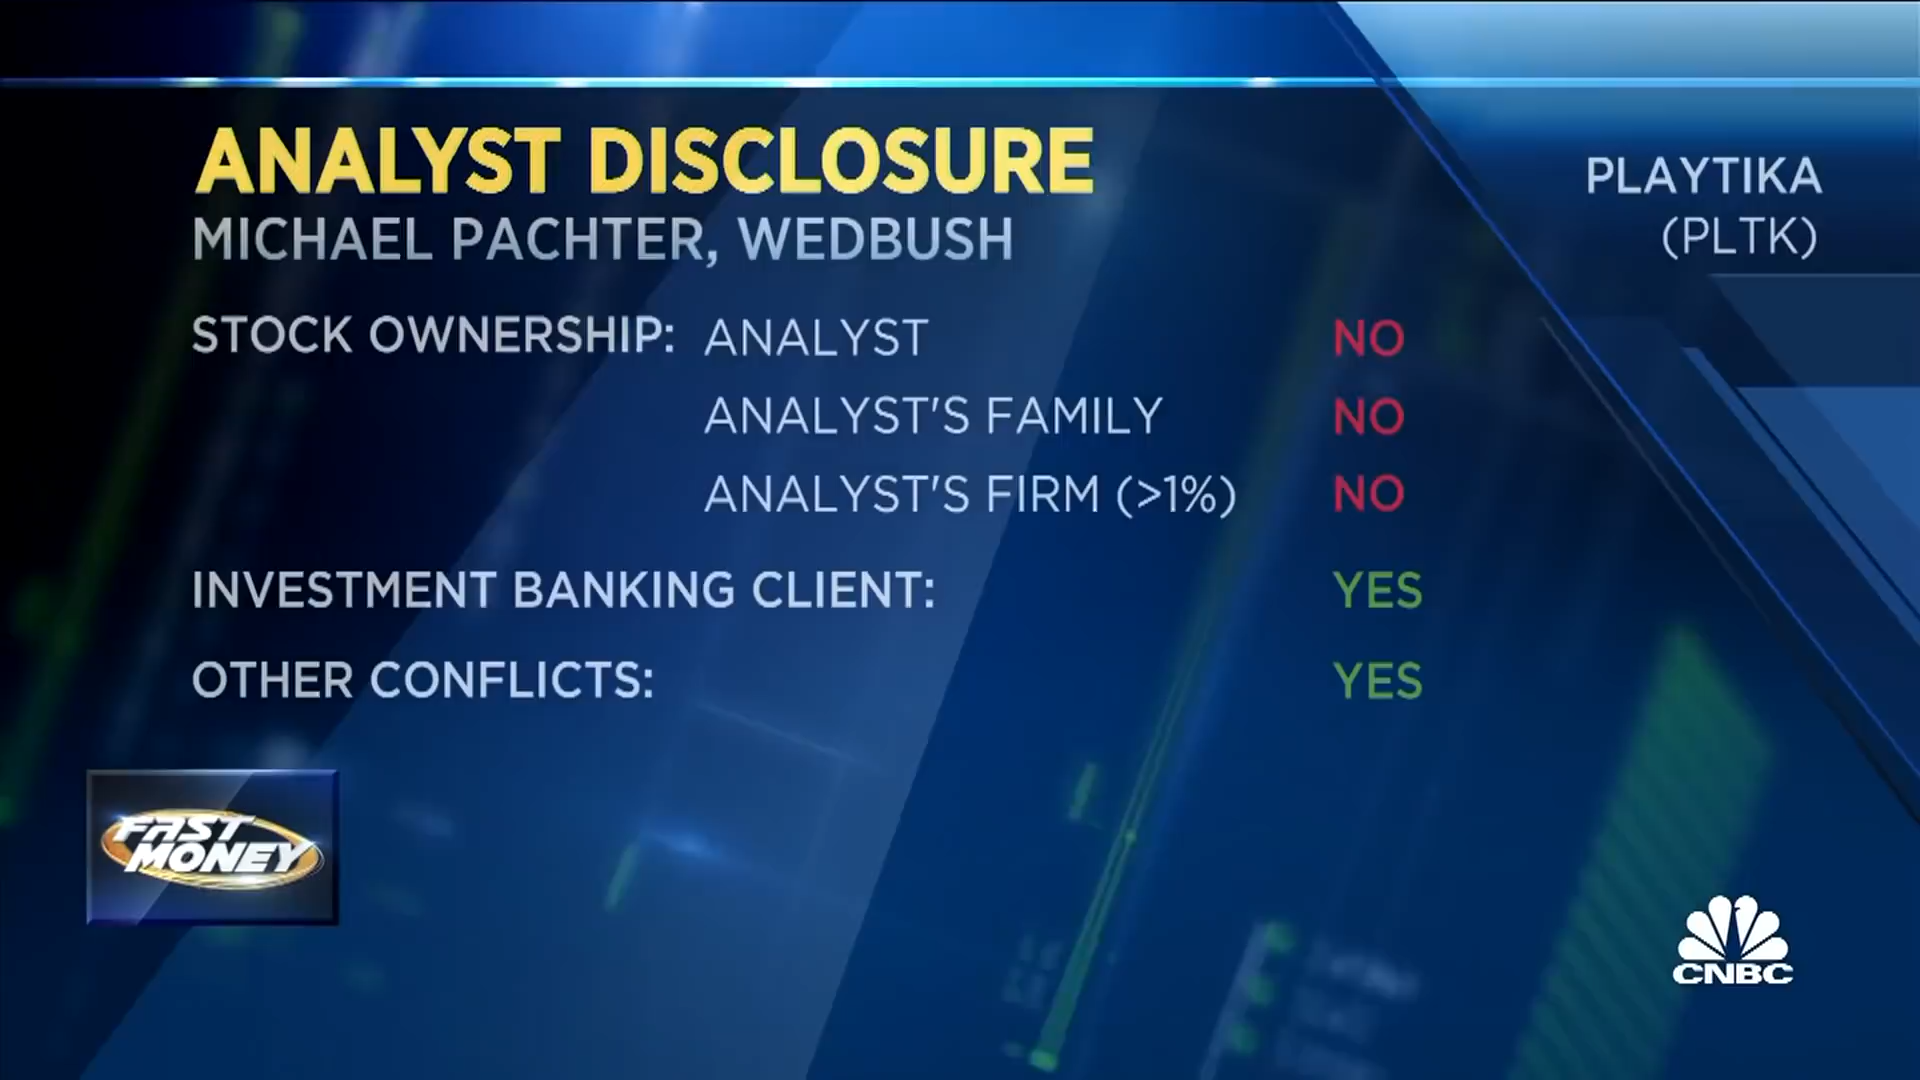 ANALYST DISCLOSURE
MICHAEL PACHTER, WEDBUSH
PLAYTIKA
(PLTK)
STOCK OWNERSHIP: ANALYST NO
ANALYST'S FAMILY NO
ANALYST'S FIRM (>1%) NO
INVESTMENT BANKING CLIENT: YES
OTHER CONFLICTS: YES
FAST
MONEY
CNBC